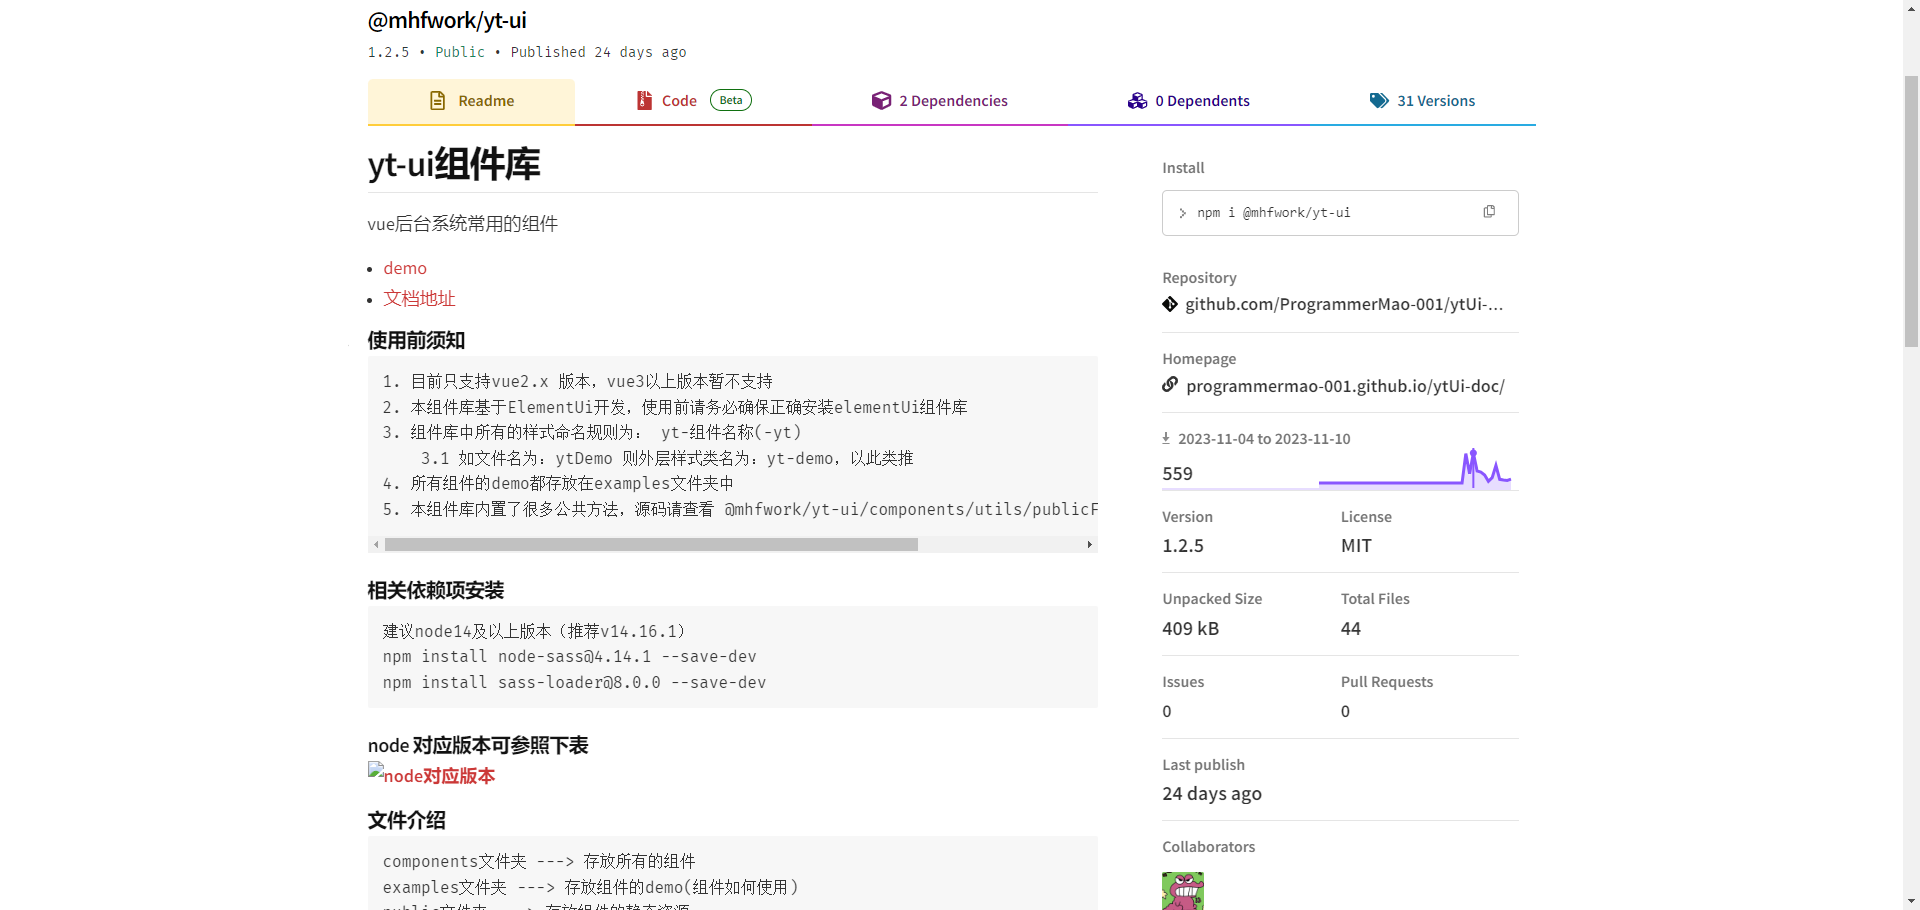 @mhfwork/yt-ui
1.2.5 • Public • Published 24 days ago
Readme
Code Beta
2 Dependencies
0 Dependents
31 Versions
yt-ui组件库
vue后台系统常用的组件
demo
文档地址
使用前须知
1. 目前只支持vue2.x 版本，vue3以上版本暂不支持
2. 本组件库基于ElementUi开发，使用前请务必确保正确安装elementUi组件库
3. 组件库中所有的样式命名规则为： yt-组件名称(-yt)
3.1 如文件名为：ytDemo 则外层样式类名为：yt-demo，以此类推
4. 所有组件的demo都存放在examples文件夹中
5. 本组件库内置了很多公共方法，源码请查看 @mhfwork/yt-ui/components/utils/publicF
相关依赖项安装
建议node14及以上版本（推荐v14.16.1）
npm install node-sass@4.14.1 --save-dev
npm install sass-loader@8.0.0 --save-dev
node 对应版本可参照下表
node对应版本
文件介绍
components文件夹 ---> 存放所有的组件
examples文件夹 ---> 存放组件的demo(组件如何使用)
public文件夹 ---> 存放组件的静态资源
Install
> npm i @mhfwork/yt-ui
Repository
github.com/ProgrammerMao-001/ytUi-...
Homepage
programmermao-001.github.io/ytUi-doc/
2023-11-04 to 2023-11-10
559
Version
License
1.2.5
MIT
Unpacked Size
Total Files
409 kB
44
Issues
Pull Requests
0
0
Last publish
24 days ago
Collaborators